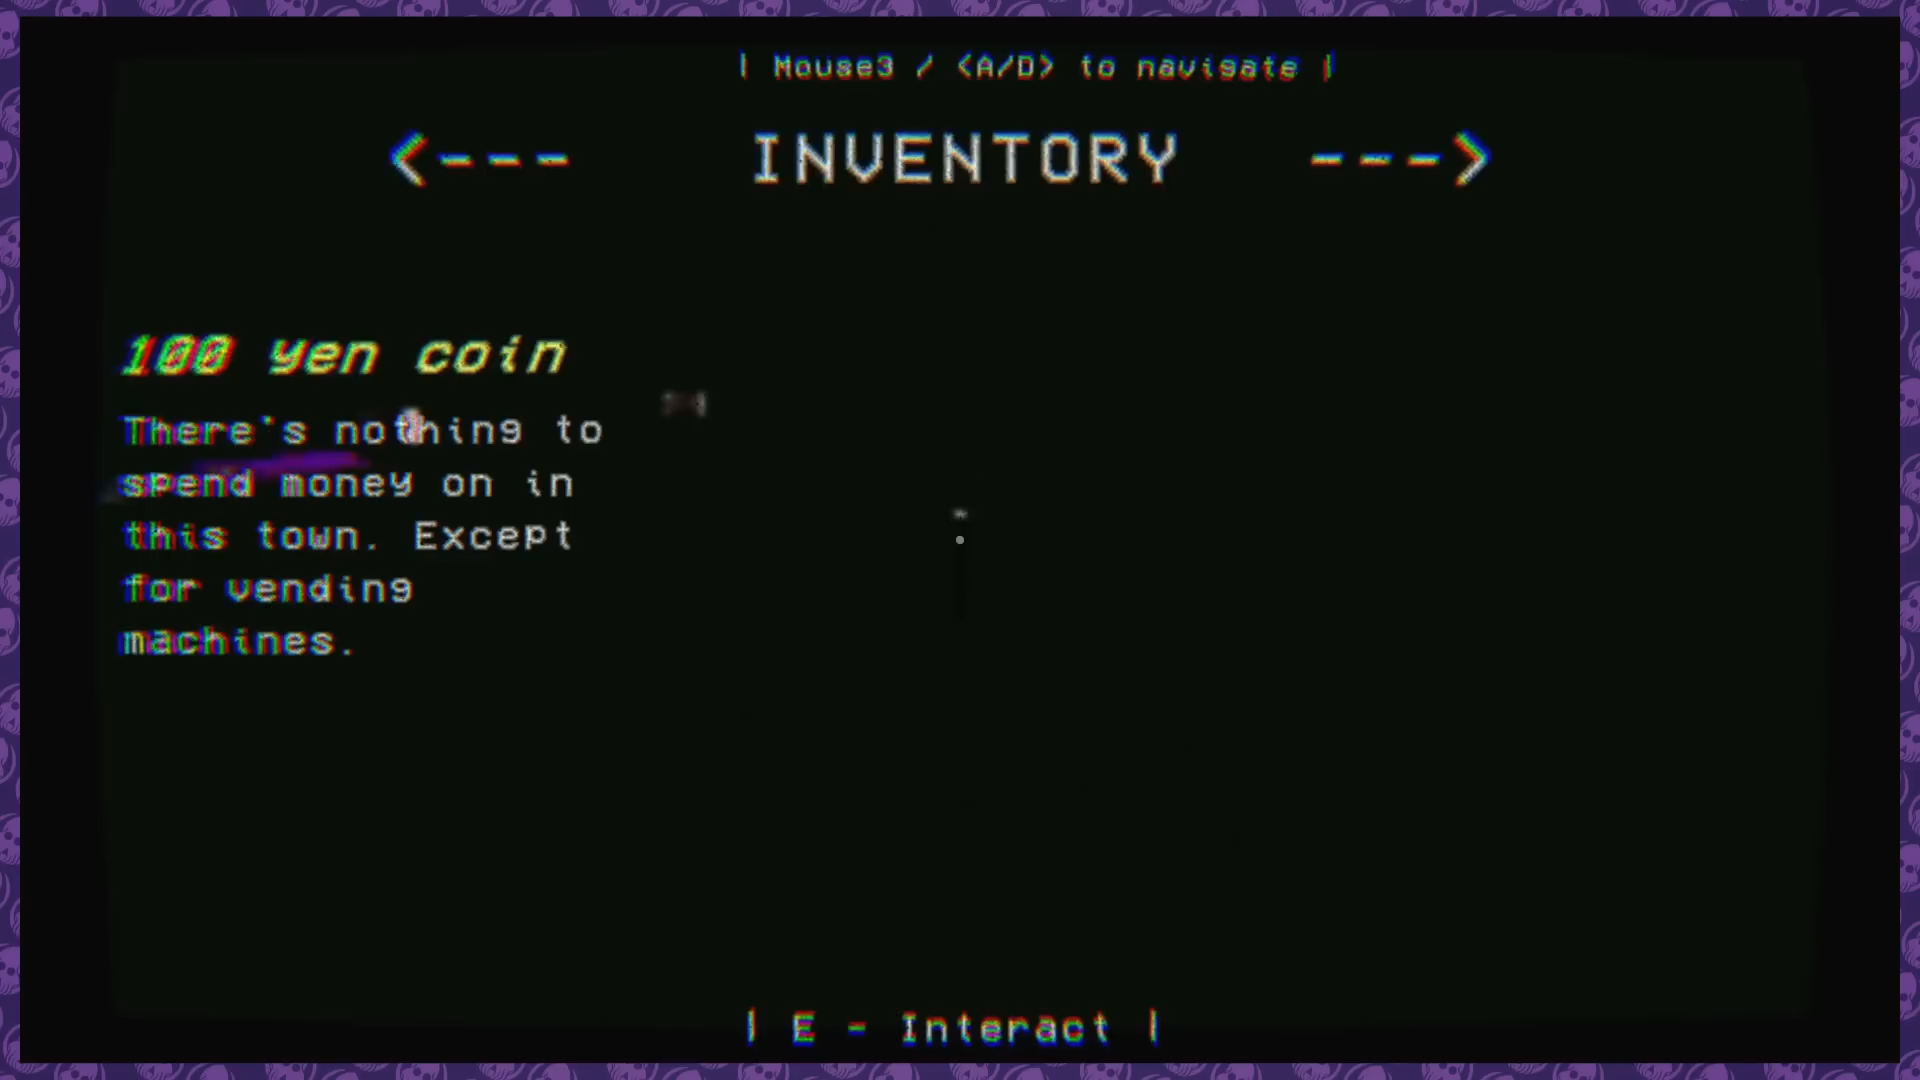 | Mouse3 / <A/D> to navigate |
<--- INVENTORY --->
100 yen coin
There's nothing to
spend money on in
this town. Except
for vending
machines.
| E - Interact |